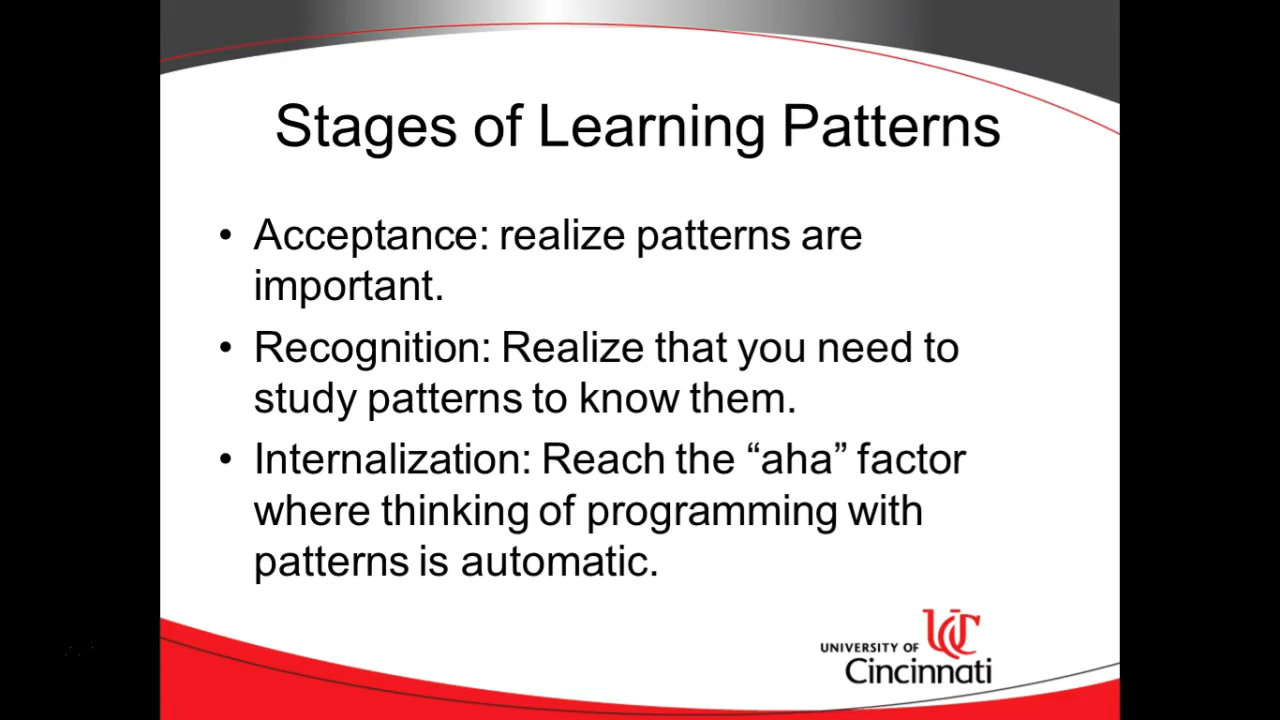 Stages of Learning Patterns
• Acceptance: realize patterns are
important.
• Recognition: Realize that you need to
study patterns to know them.
• Internalization: Reach the “aha” factor
where thinking of programming with
patterns is automatic.
UC
UNIVERSITY OF
Cincinnati